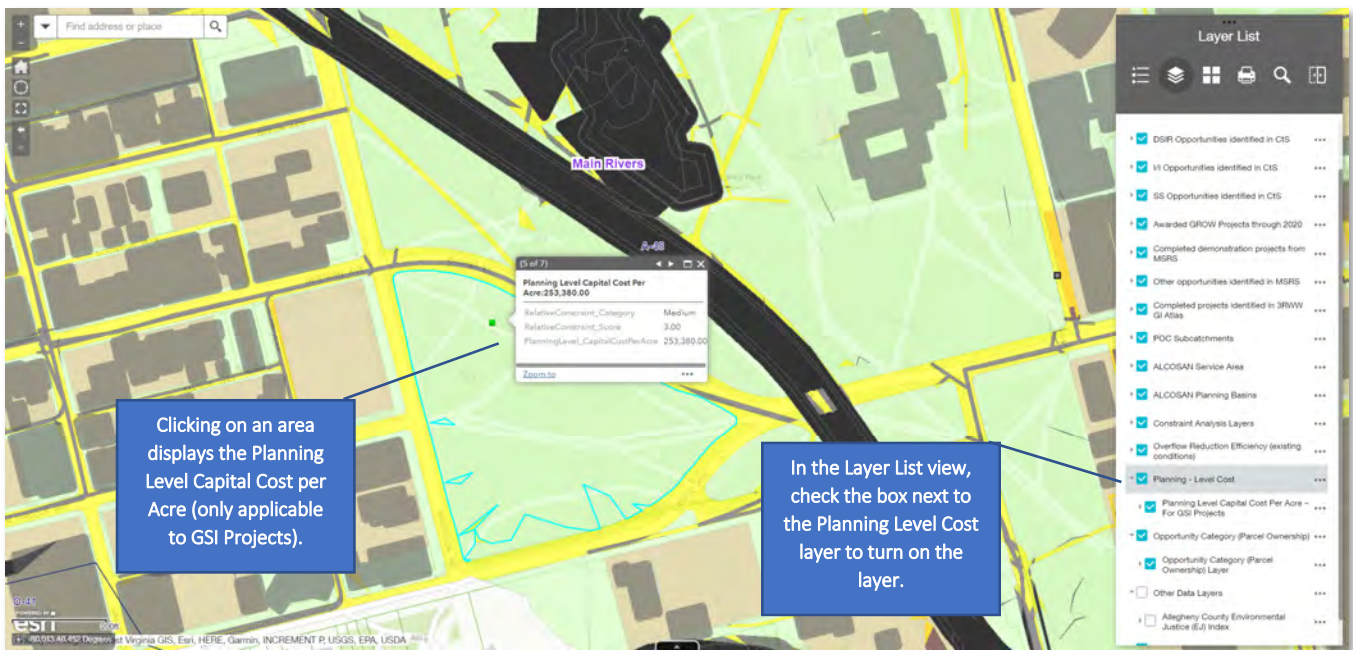 Find address or place
Layer List
DSIR Opportunities identified in CtS
I/I Opportunities identified in CtS
SS Opportunities identified in CtS
Awarded GROW Projects through 2020
Completed demonstration projects from
MSRS
Other opportunities identified in MSRS
Completed projects identified in 3RWW
GI Atlas
POC Subcatchments
ALCOSAN Service Area
ALCOSAN Planning Basins
Constraint Analysis Layers
Overflow Reduction Efficiency (existing
conditions)
Planning - Level Cost
Planning Level Capital Cost Per Acre –
For GSI Projects
Opportunity Category (Parcel Ownership)
Opportunity Category (Parcel
Ownership) Layer
Other Data Layers
Allegheny County Environmental
Justice (EJ) Index
Main Rivers
A-48
(5 of 7)
Planning Level Capital Cost Per
Acre:253,380.00
RelativeConstraint_Category Medium
RelativeConstraint_Score 3.00
PlanningLevel_CapitalCostPerAcre 253,380.00
Zoom to
Clicking on an area
displays the Planning
Level Capital Cost per
Acre (only applicable
to GSI Projects).
In the Layer List view,
check the box next to
the Planning Level Cost
layer to turn on the
layer.
O-41
POWERED BY
esri
Degrees
st Virginia GIS, Esri, HERE, Garmin, INCREMENT P, USGS, EPA, USDA